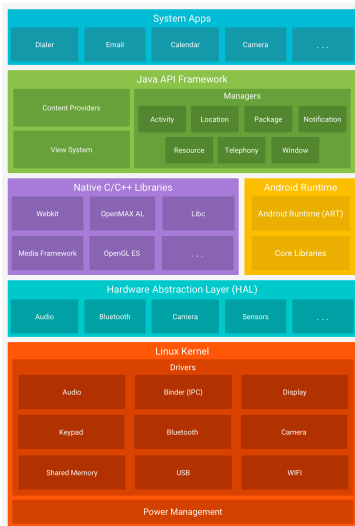 System Apps
Dialer
Email
Calendar
Camera
. . .
Java API Framework
Content Providers
View System
Managers
Activity
Location
Package
Notification
Resource
Telephony
Window
Native C/C++ Libraries
Webkit
OpenMAX AL
Libc
Media Framework
OpenGL ES
. . .
Android Runtime
Android Runtime (ART)
Core Libraries
Hardware Abstraction Layer (HAL)
Audio
Bluetooth
Camera
Sensors
. . .
Linux Kernel
Drivers
Audio
Binder (IPC)
Display
Keypad
Bluetooth
Camera
Shared Memory
USB
WIFI
Power Management